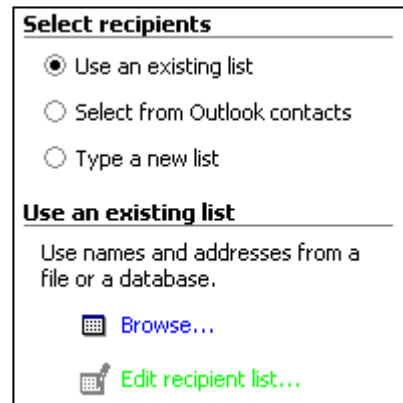 Select recipients
Use an existing list
Select from Outlook contacts
Type a new list
Use an existing list
Use names and addresses from a
file or a database.
Browse...
Edit recipient list...